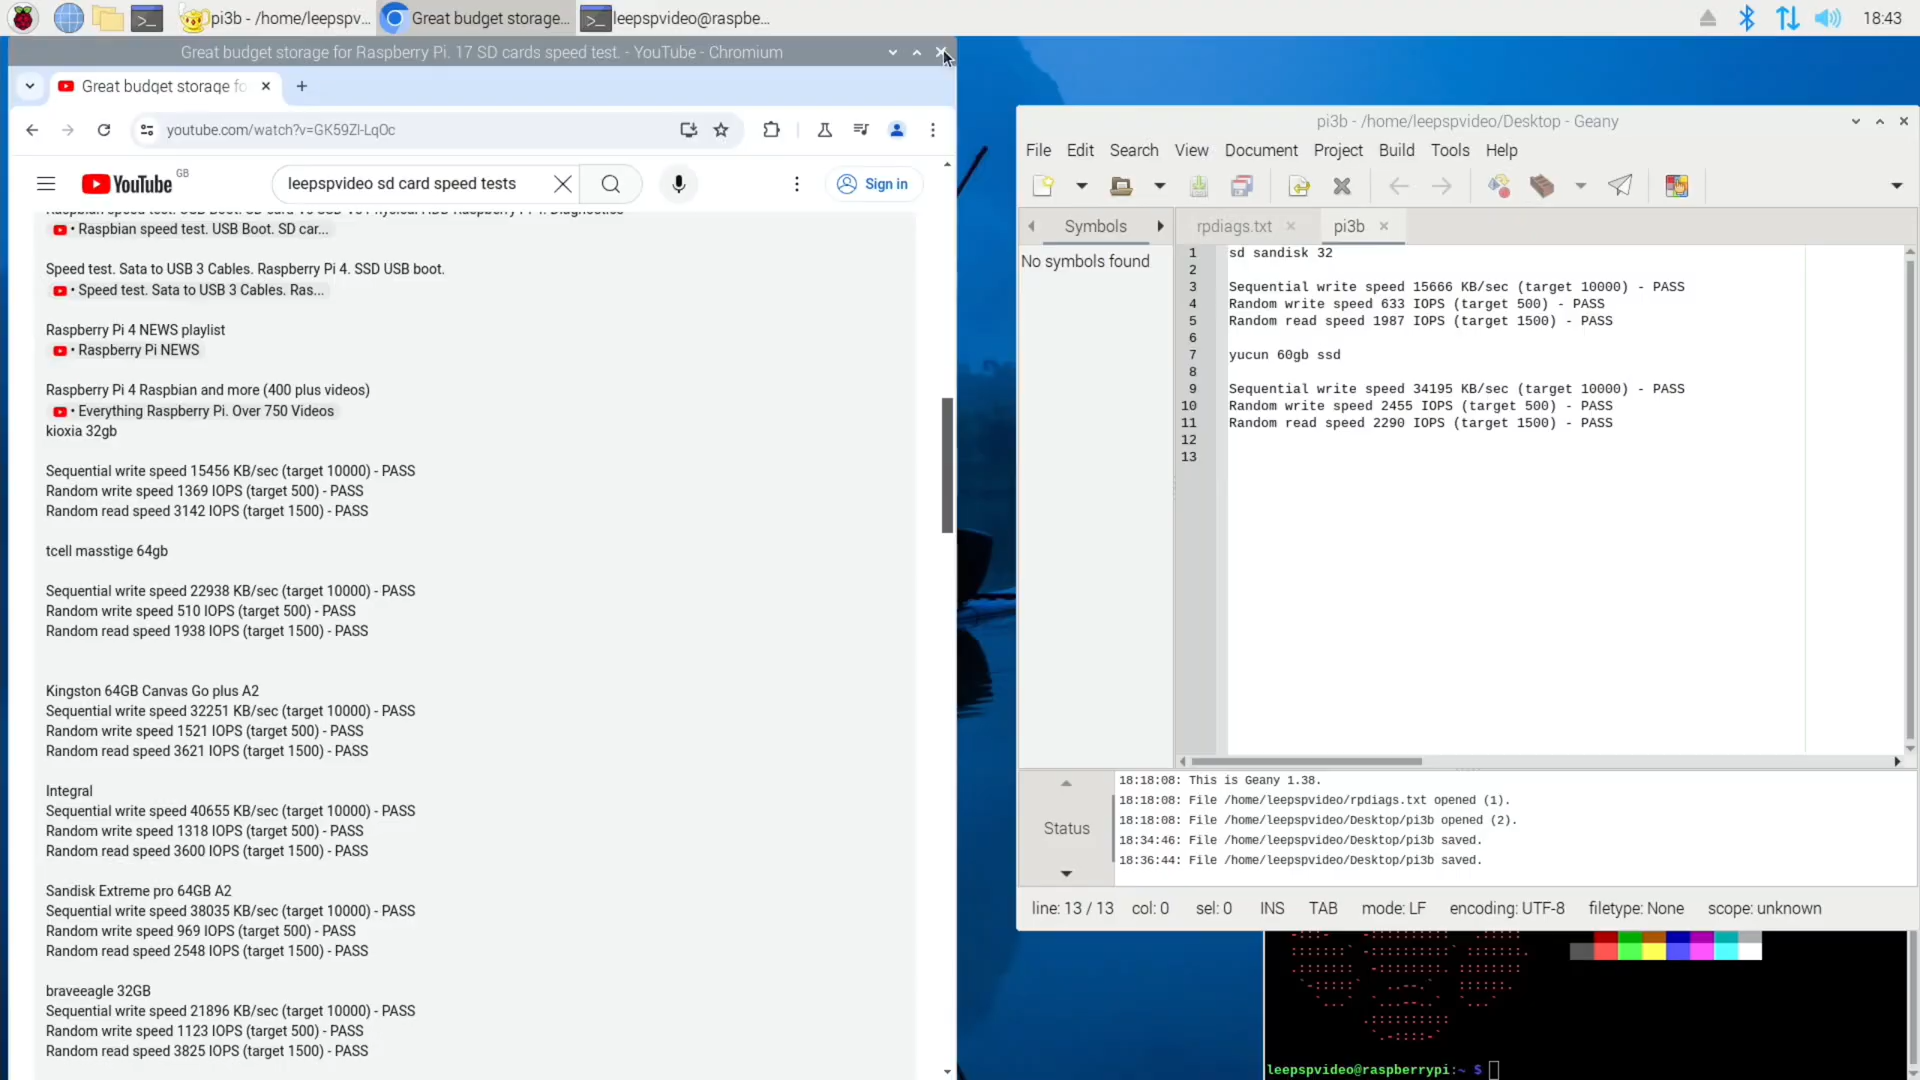 pi3b - /home/leepspv...
Great budget storage...
leepspvideo@raspbe...
18:43
Great budget storage for Raspberry Pi. 17 SD cards speed test. - YouTube - Chromium
Great budget storage fo
youtube.com/watch?v=GK59Zl-LqOc
YouTube GB
leepspvideo sd card speed tests
Sign in
Raspbian speed test. USB Boot. SD card VS SSD VS Physical HDD Raspberry Pi 4. Diagnostics
• Raspbian speed test. USB Boot. SD car...
Speed test. Sata to USB 3 Cables. Raspberry Pi 4. SSD USB boot.
• Speed test. Sata to USB 3 Cables. Ras...
Raspberry Pi 4 NEWS playlist
• Raspberry Pi NEWS
Raspberry Pi 4 Raspbian and more (400 plus videos)
• Everything Raspberry Pi. Over 750 Videos
kioxia 32gb
Sequential write speed 15456 KB/sec (target 10000) - PASS
Random write speed 1369 IOPS (target 500) - PASS
Random read speed 3142 IOPS (target 1500) - PASS
tcell masstige 64gb
Sequential write speed 22938 KB/sec (target 10000) - PASS
Random write speed 510 IOPS (target 500) - PASS
Random read speed 1938 IOPS (target 1500) - PASS
Kingston 64GB Canvas Go plus A2
Sequential write speed 32251 KB/sec (target 10000) - PASS
Random write speed 1521 IOPS (target 500) - PASS
Random read speed 3621 IOPS (target 1500) - PASS
Integral
Sequential write speed 40655 KB/sec (target 10000) - PASS
Random write speed 1318 IOPS (target 500) - PASS
Random read speed 3600 IOPS (target 1500) - PASS
Sandisk Extreme pro 64GB A2
Sequential write speed 38035 KB/sec (target 10000) - PASS
Random write speed 969 IOPS (target 500) - PASS
Random read speed 2548 IOPS (target 1500) - PASS
braveeagle 32GB
Sequential write speed 21896 KB/sec (target 10000) - PASS
Random write speed 1123 IOPS (target 500) - PASS
Random read speed 3825 IOPS (target 1500) - PASS
pi3b - /home/leepspvideo/Desktop - Geany
File Edit Search View Document Project Build Tools Help
Symbols
rpdiags.txt
pi3b
No symbols found
1 sd sandisk 32
2
3 Sequential write speed 15666 KB/sec (target 10000) - PASS
4 Random write speed 633 IOPS (target 500) - PASS
5 Random read speed 1987 IOPS (target 1500) - PASS
6
7 yucun 60gb ssd
8
9 Sequential write speed 34195 KB/sec (target 10000) - PASS
10 Random write speed 2455 IOPS (target 500) - PASS
11 Random read speed 2290 IOPS (target 1500) - PASS
12
13
Status
18:18:08: This is Geany 1.38.
18:18:08: File /home/leepspvideo/rpdiags.txt opened (1).
18:18:08: File /home/leepspvideo/Desktop/pi3b opened (2).
18:34:46: File /home/leepspvideo/Desktop/pi3b saved.
18:36:44: File /home/leepspvideo/Desktop/pi3b saved.
line: 13 / 13 col: 0 sel: 0 INS TAB mode: LF encoding: UTF-8 filetype: None scope: unknown
leepspvideo@raspberrypi:~ $